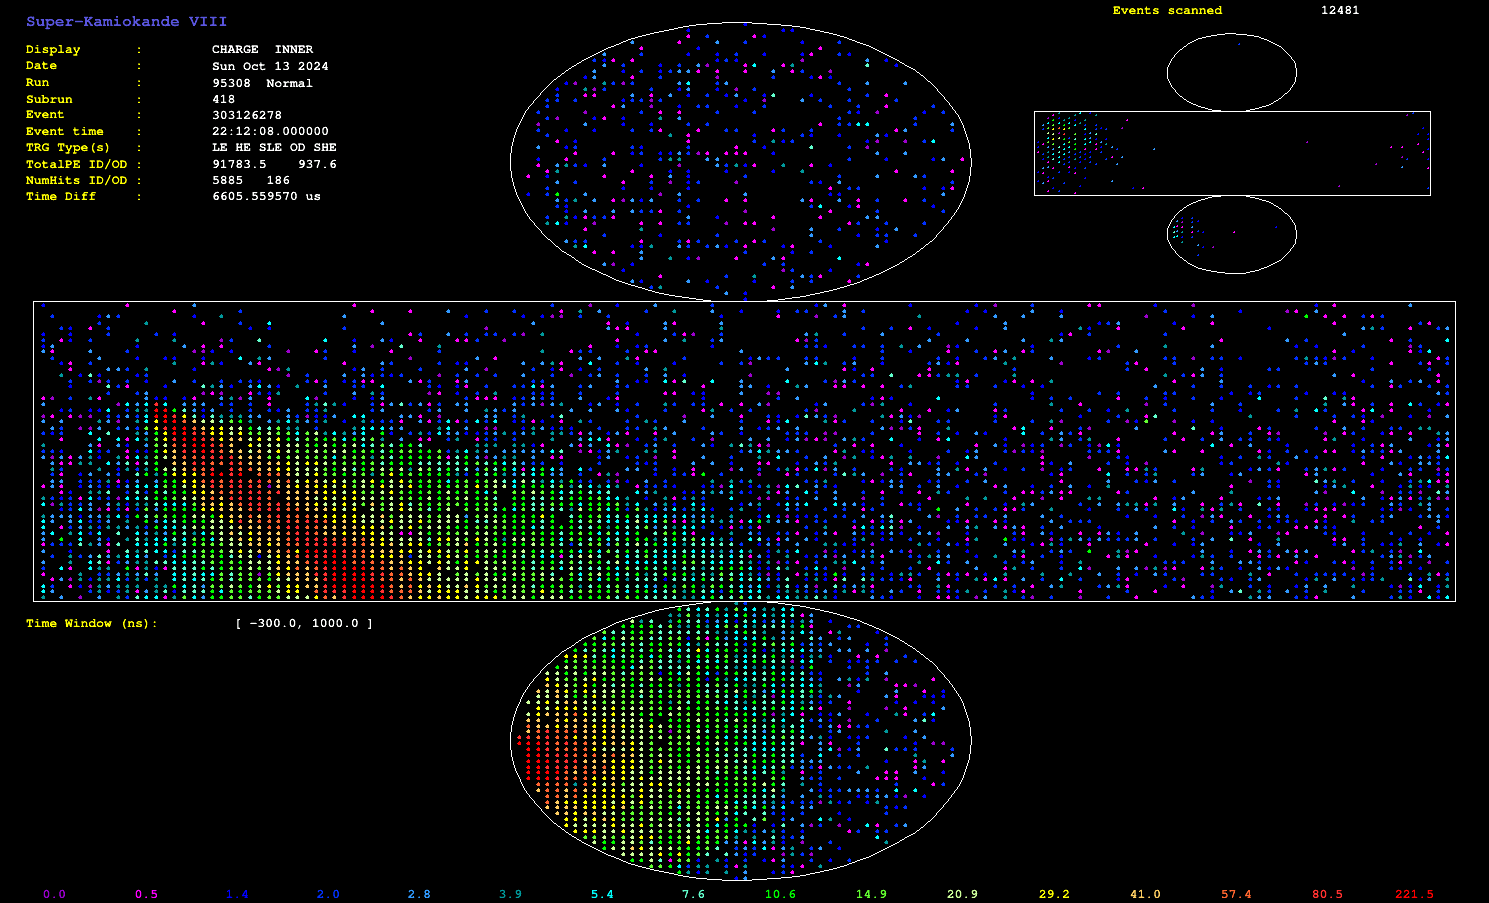 Super-Kamiokande VIII
Events scanned 12481
Display : CHARGE INNER
Date : Sun Oct 13 2024
Run : 95308 Normal
Subrun : 418
Event : 303126278
Event time : 22:12:08.000000
TRG Type(s) : LE HE SLE OD SHE
TotalPE ID/OD : 91783.5 937.6
NumHits ID/OD : 5885 186
Time Diff : 6605.559570 us
Time Window (ns): [ -300.0, 1000.0 ]
0.0 0.5 1.4 2.0 2.8 3.9 5.4 7.6 10.6 14.9 20.9 29.2 41.0 57.4 80.5 221.5